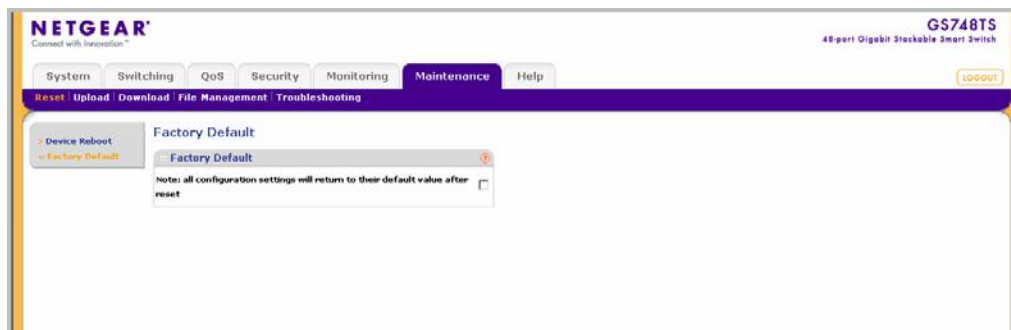 NETGEAR
Connect with Innovation™
GS748TS
48-port Gigabit Stackable Smart Switch
System Switching QoS Security Monitoring Maintenance Help
LOGOUT
Reset Upload Download File Management Troubleshooting
Device Reboot
Factory Default
Factory Default
Factory Default
Note: all configuration settings will return to their default value after
reset